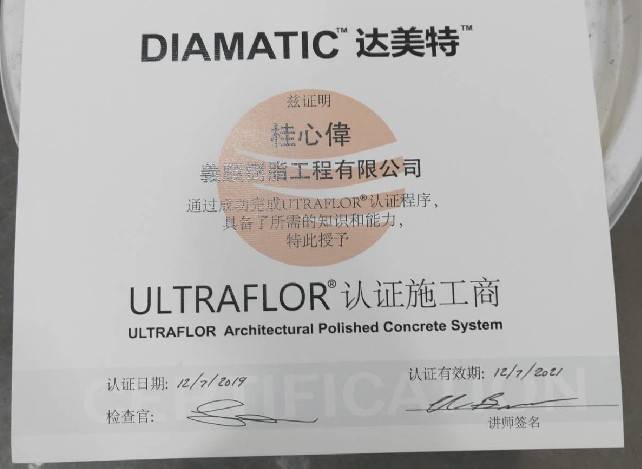 DIAMATIC™ 达美特™
兹证明
桂心偉
義 樹脂工程有限公司
通过成功完成UTRAFLOR®认证程序，
具备了所需的知识和能力，
特此授予
ULTRAFLOR®认证施工商
ULTRAFLOR Architectural Polished Concrete System
认证日期: 12/7/2019
认证有效期: 12/7/2021
检查官:
讲师签名
CERTIFICATION